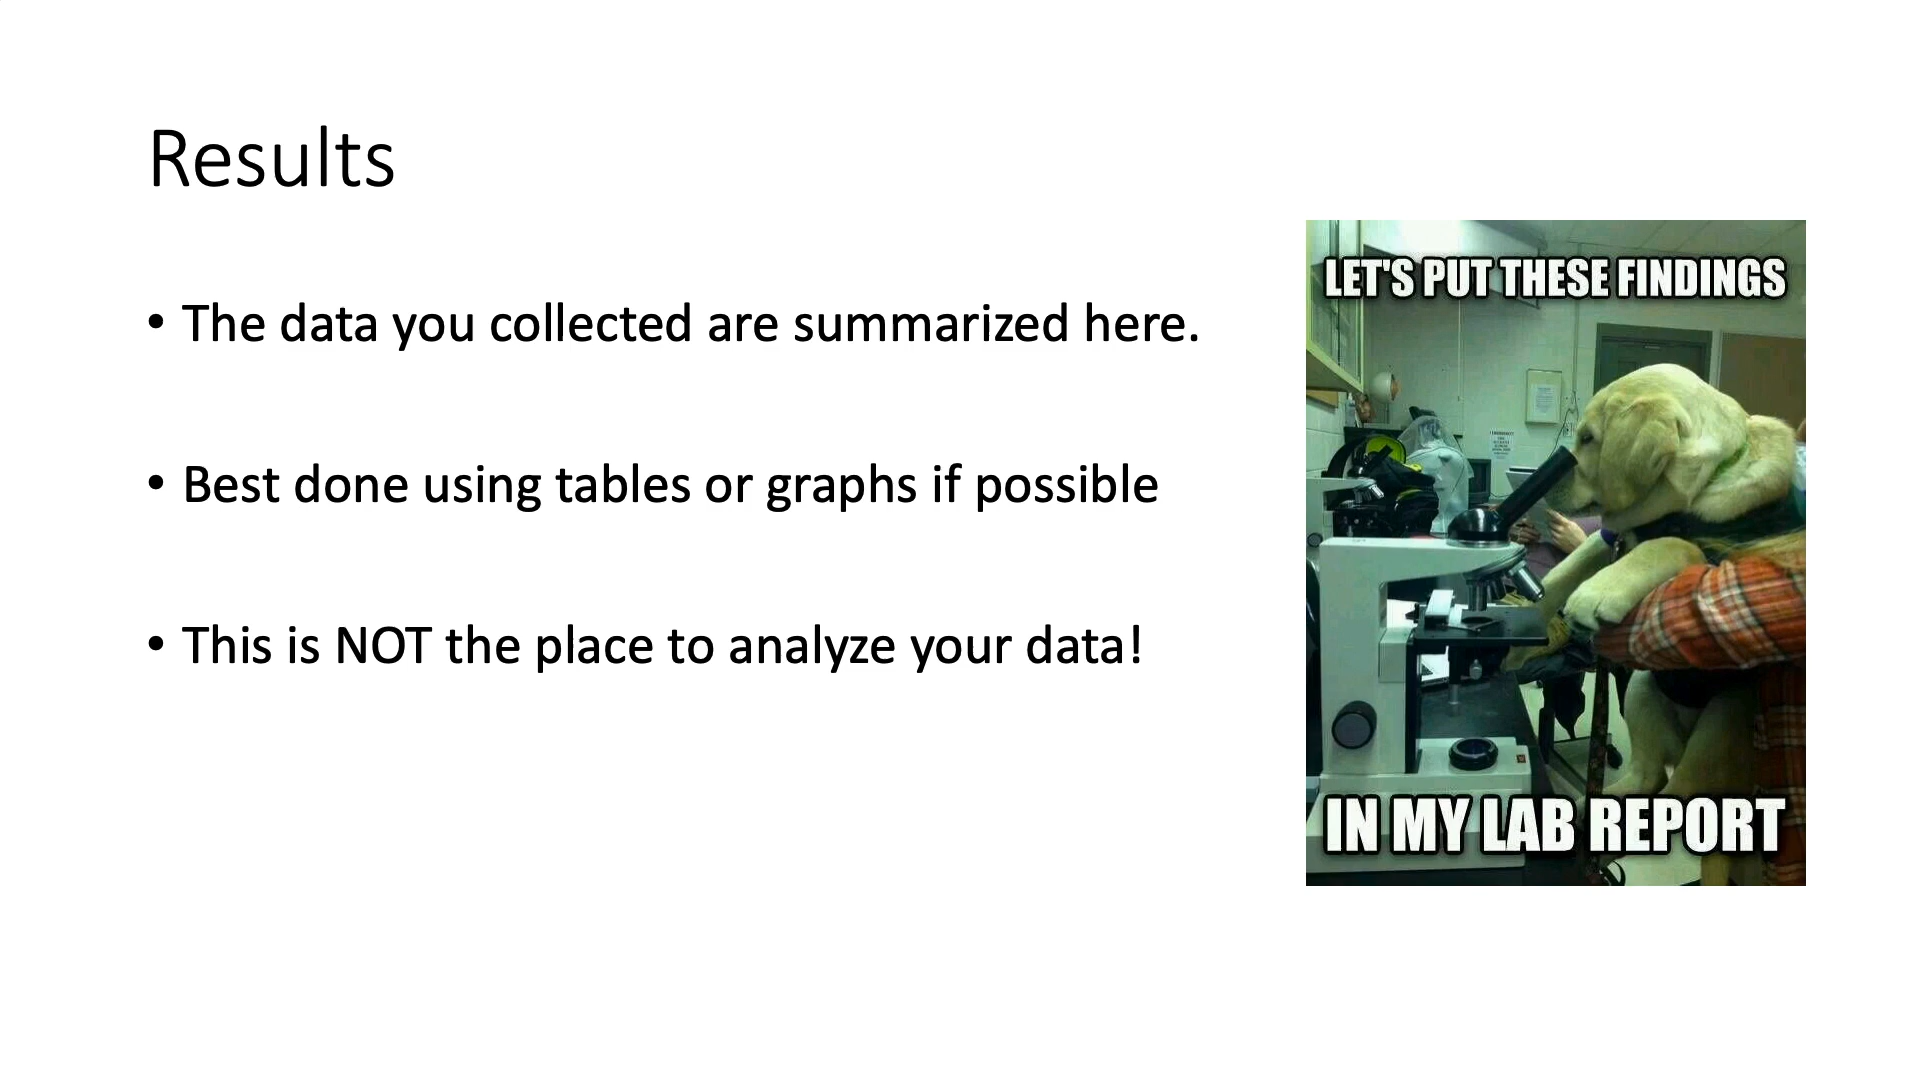 Results
• The data you collected are summarized here.
• Best done using tables or graphs if possible
• This is NOT the place to analyze your data!
LET'S PUT THESE FINDINGS
IN MY LAB REPORT